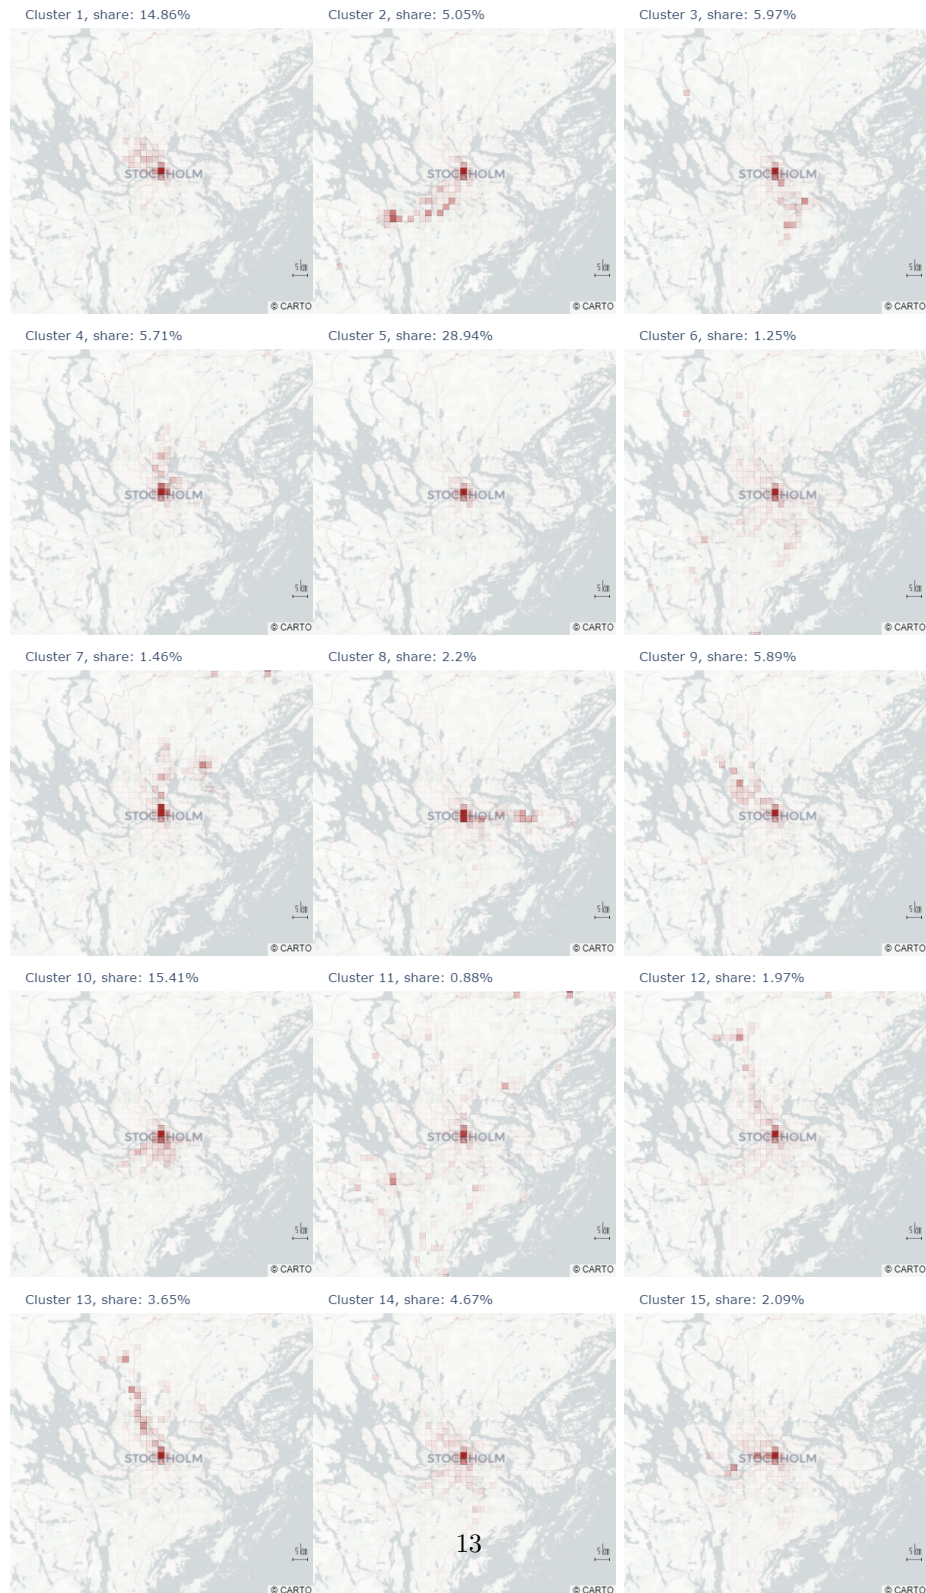 Cluster 1, share: 14.86%
Cluster 2, share: 5.05%
Cluster 3, share: 5.97%
STOCKHOLM
STOCKHOLM
STOCKHOLM
5 km
5 km
5 km
© CARTO
© CARTO
© CARTO
Cluster 4, share: 5.71%
Cluster 5, share: 28.94%
Cluster 6, share: 1.25%
STOCKHOLM
STOCKHOLM
STOCKHOLM
5 km
5 km
5 km
© CARTO
© CARTO
© CARTO
Cluster 7, share: 1.46%
Cluster 8, share: 2.2%
Cluster 9, share: 5.89%
STOCKHOLM
STOCKHOLM
STOCKHOLM
5 km
5 km
5 km
© CARTO
© CARTO
© CARTO
Cluster 10, share: 15.41%
Cluster 11, share: 0.88%
Cluster 12, share: 1.97%
STOCKHOLM
STOCKHOLM
STOCKHOLM
5 km
5 km
5 km
© CARTO
© CARTO
© CARTO
Cluster 13, share: 3.65%
Cluster 14, share: 4.67%
Cluster 15, share: 2.09%
STOCKHOLM
STOCKHOLM
STOCKHOLM
13
5 km
5 km
5 km
© CARTO
© CARTO
© CARTO